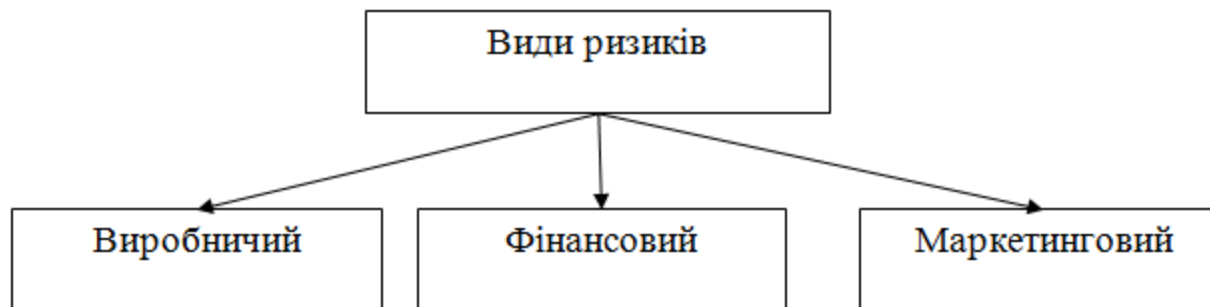 Види ризиків
Виробничий
Фінансовий
Маркетинговий